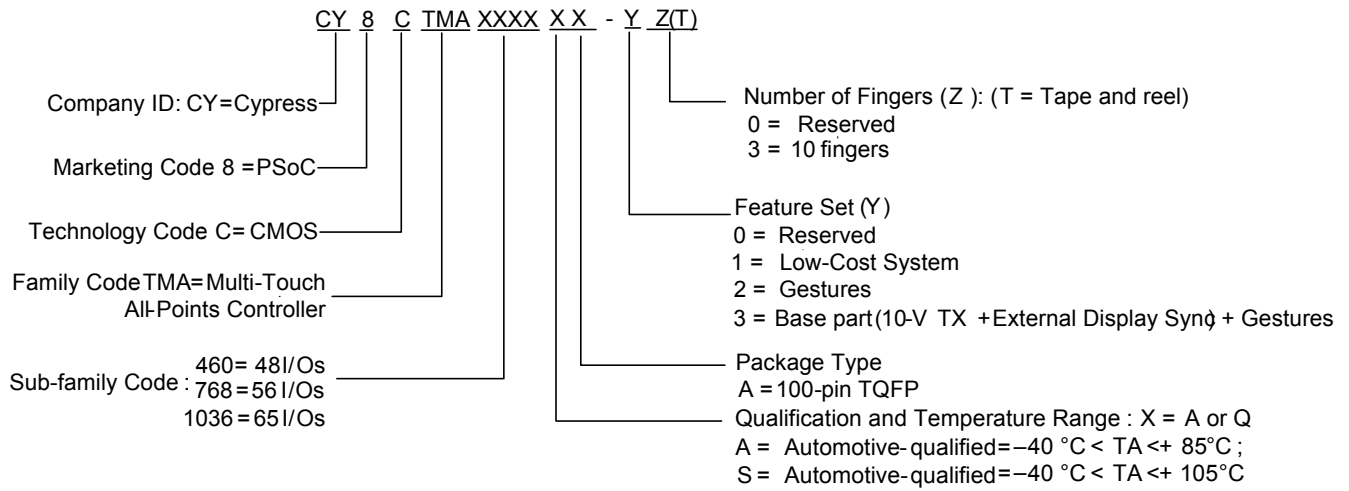 CY 8 C TMA XXXX X X - Y Z(T)
Company ID: CY=Cypress
Marketing Code 8 =PSoC
Technology Code C= CMOS
Family Code TMA= Multi-Touch
All-Points Controller
Sub-family Code :
460= 48 I/Os
768 =56 I/Os
1036 = 65 I/Os
Number of Fingers (Z ): (T = Tape and reel)
0 = Reserved
3 = 10 fingers
Feature Set (Y)
0 = Reserved
1 = Low-Cost System
2 = Gestures
3 = Base part (10-V TX + External Display Sync) + Gestures
Package Type
A = 100-pin TQFP
Qualification and Temperature Range : X = A or Q
A = Automotive- qualified=–40 °C < TA <+ 85°C ;
S = Automotive-qualified=–40 °C < TA <+ 105°C